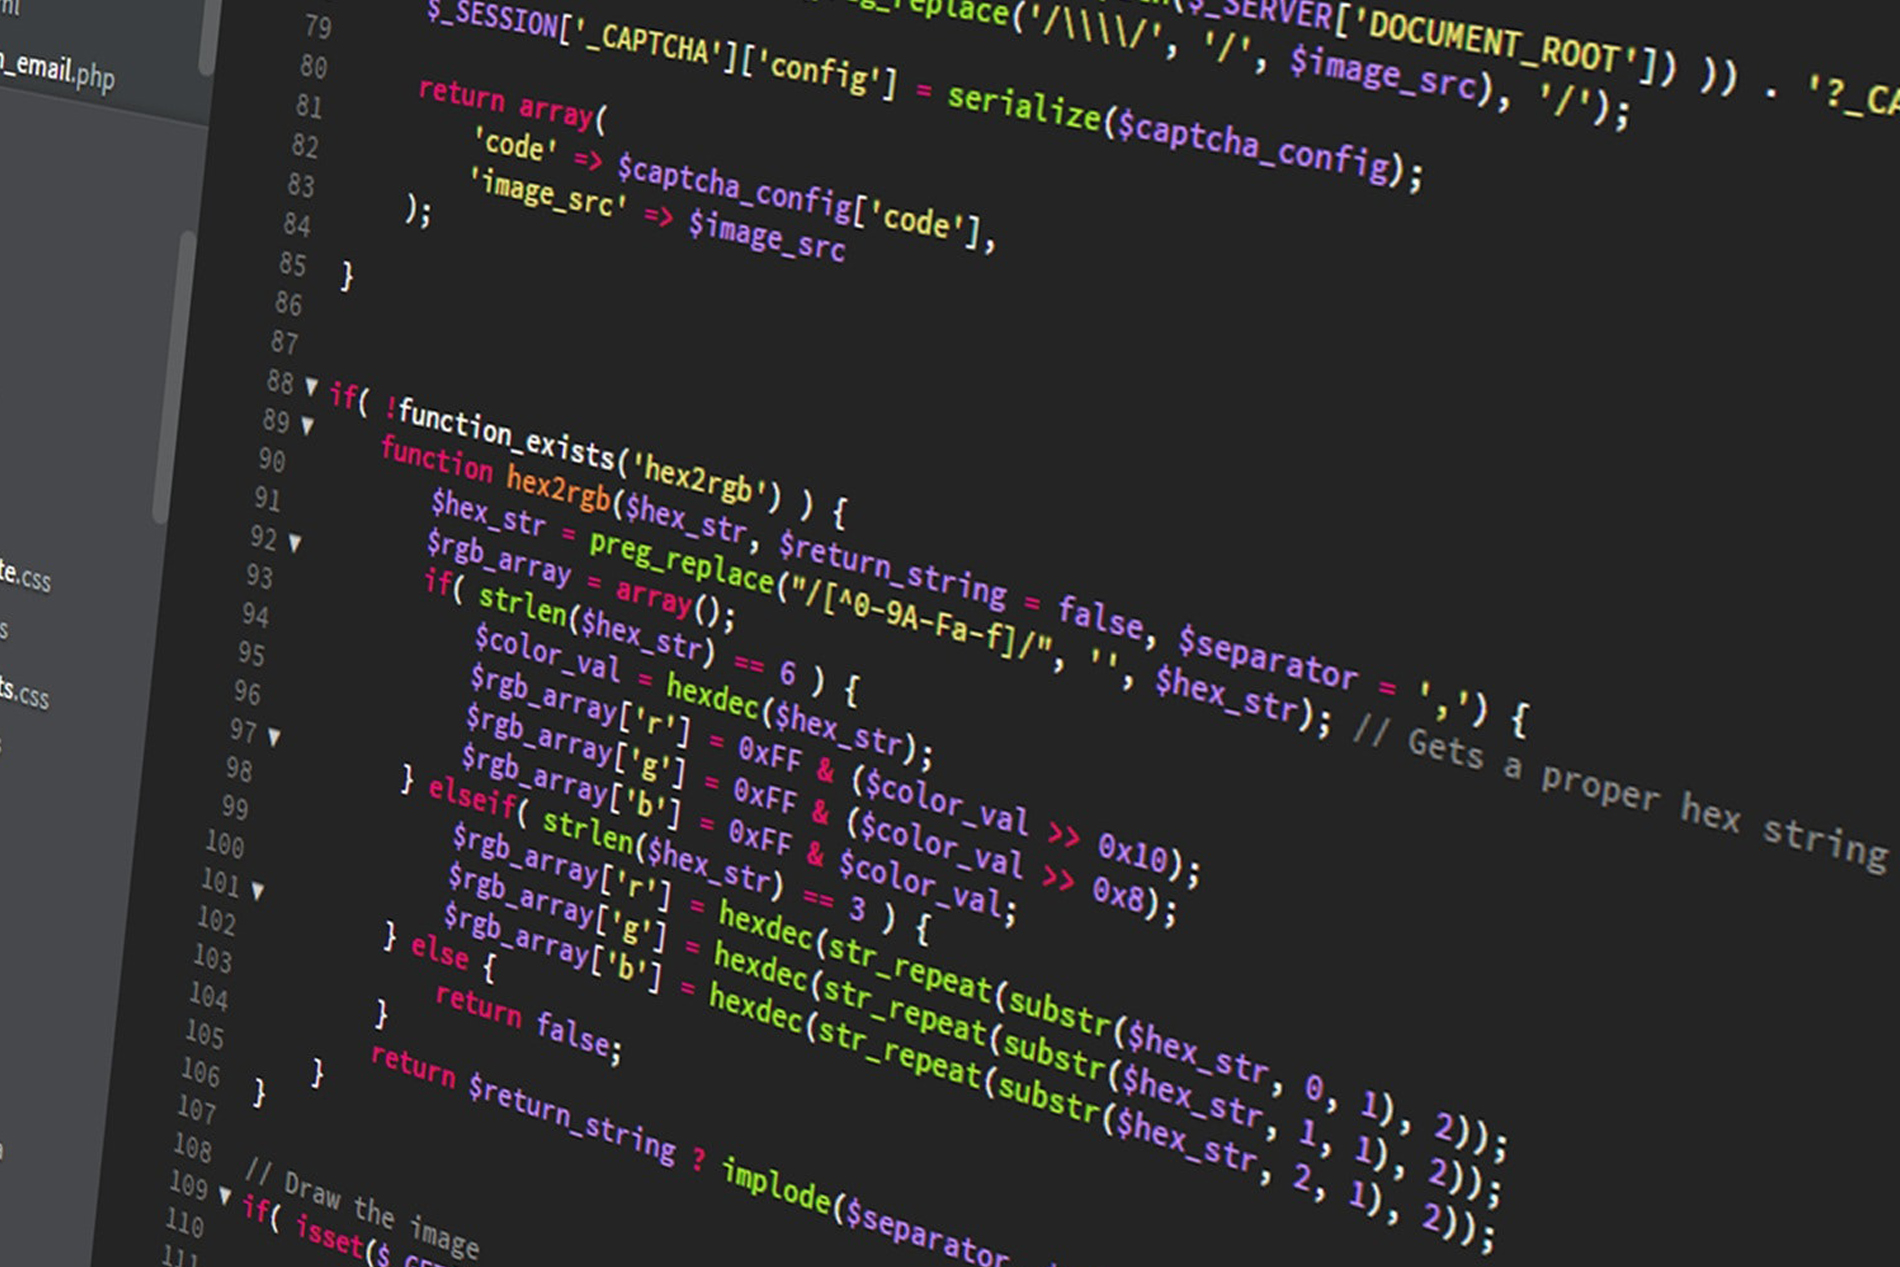 n_email.php
te.css
ts.css
$_SERVER['DOCUMENT_ROOT']) )) . '?_CA
preg_replace('/\\\\/', '/', $image_src), '/');
79 $_SESSION['_CAPTCHA']['config'] = serialize($captcha_config);
80
81 return array(
82 'code' => $captcha_config['code'],
83 'image_src' => $image_src
84 );
85 }
86
87
88 if( !function_exists('hex2rgb') ) {
89 function hex2rgb($hex_str, $return_string = false, $separator = ',') {
90 $hex_str = preg_replace("/[^0-9A-Fa-f]/", '', $hex_str); // Gets a proper hex string
91 $rgb_array = array();
92 if( strlen($hex_str) == 6 ) {
93 $color_val = hexdec($hex_str);
94 $rgb_array['r'] = 0xFF & ($color_val >> 0x10);
95 $rgb_array['g'] = 0xFF & ($color_val >> 0x8);
96 $rgb_array['b'] = 0xFF & $color_val;
97 } elseif( strlen($hex_str) == 3 ) {
98 $rgb_array['r'] = hexdec(str_repeat(substr($hex_str, 0, 1), 2));
99 $rgb_array['g'] = hexdec(str_repeat(substr($hex_str, 1, 1), 2));
100 $rgb_array['b'] = hexdec(str_repeat(substr($hex_str, 2, 1), 2));
101 } else {
102 return false;
103 }
104 return $return_string ? implode($separator
105 }
106 }
107
108 // Draw the image
109 if( isset($
110
111